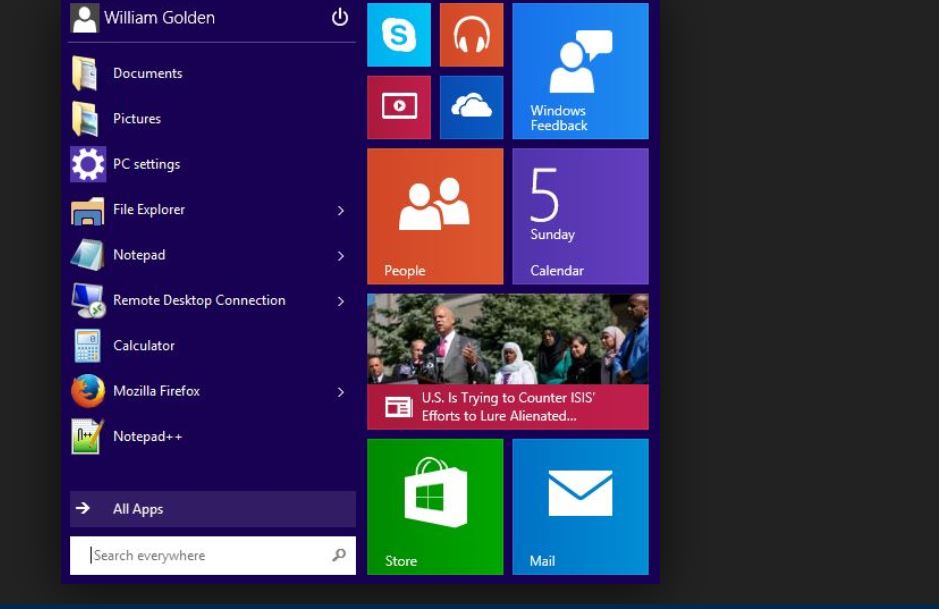 William Golden
Documents
Pictures
PC settings
File Explorer
Notepad
Remote Desktop Connection
Calculator
Mozilla Firefox
Notepad++
All Apps
Search everywhere
Windows
Feedback
People
5
Sunday
Calendar
U.S. Is Trying to Counter ISIS'
Efforts to Lure Alienated...
Store
Mail